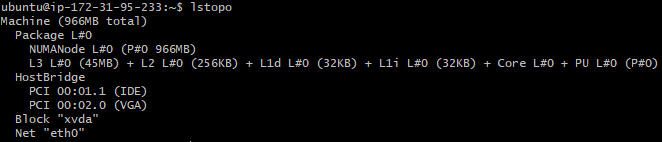 ubuntu@ip-172-31-95-233:~$ lstopo
Machine (966MB total)
Package L#0
NUMANode L#0 (P#0 966MB)
L3 L#0 (45MB) + L2 L#0 (256KB) + L1d L#0 (32KB) + L1i L#0 (32KB) + Core L#0 + PU L#0 (P#0)
HostBridge
PCI 00:01.1 (IDE)
PCI 00:02.0 (VGA)
Block "xvda"
Net "eth0"